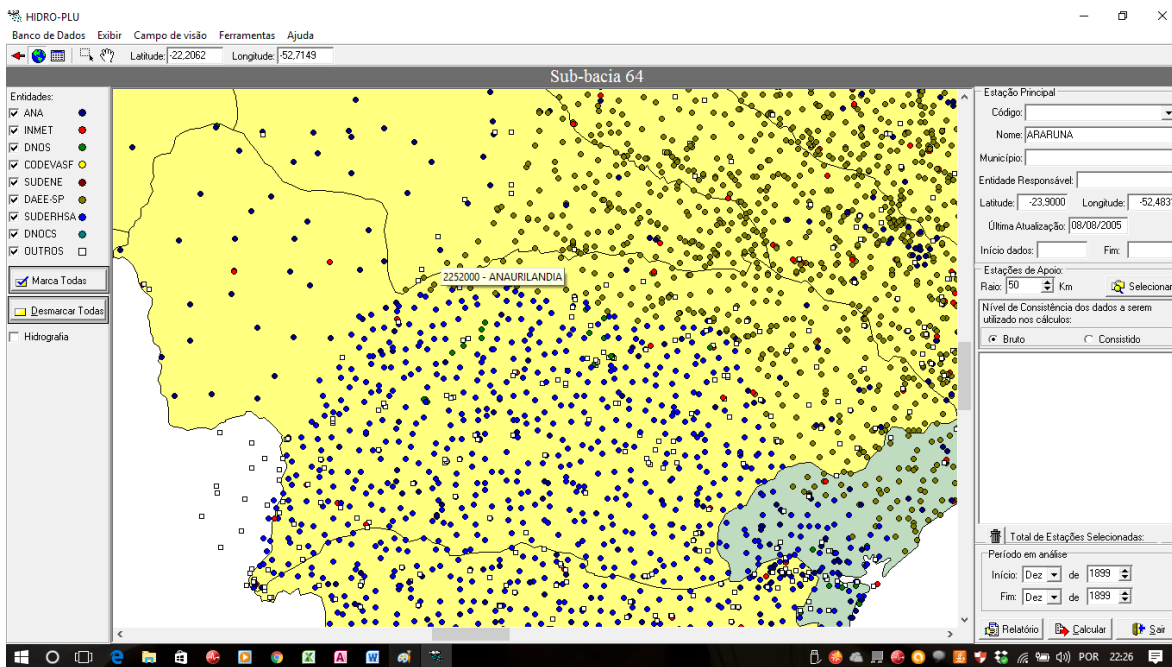 HIDRO-PLU
Banco de Dados Exibir Campo de visão Ferramentas Ajuda
Latitude: -22,2062 Longitude: -52,7149
Sub-bacia 64
Entidades:
ANA
INMET
DNOS
CODEVASF
SUDENE
DAEE-SP
SUDERHSA
DNOCS
OUTROS
Marca Todas
Desmarcar Todas
Hidrografia
2252000 - ANAURILANDIA
Estação Principal
Código:
Nome: ARARUNA
Município:
Entidade Responsável:
Latitude: -23,9000 Longitude: -52,483
Última Atualização: 08/08/2005
Início dados: Fim:
Estações de Apoio:
Raio: 50 Km Selecionar
Nível de Consistência dos dados a serem
utilizado nos cálculos:
Bruto Consistido
Total de Estações Selecionadas:
Período em análise
Início: Dez de 1899
Fim: Dez de 1899
Relatório Calcular Sair
POR 22:26